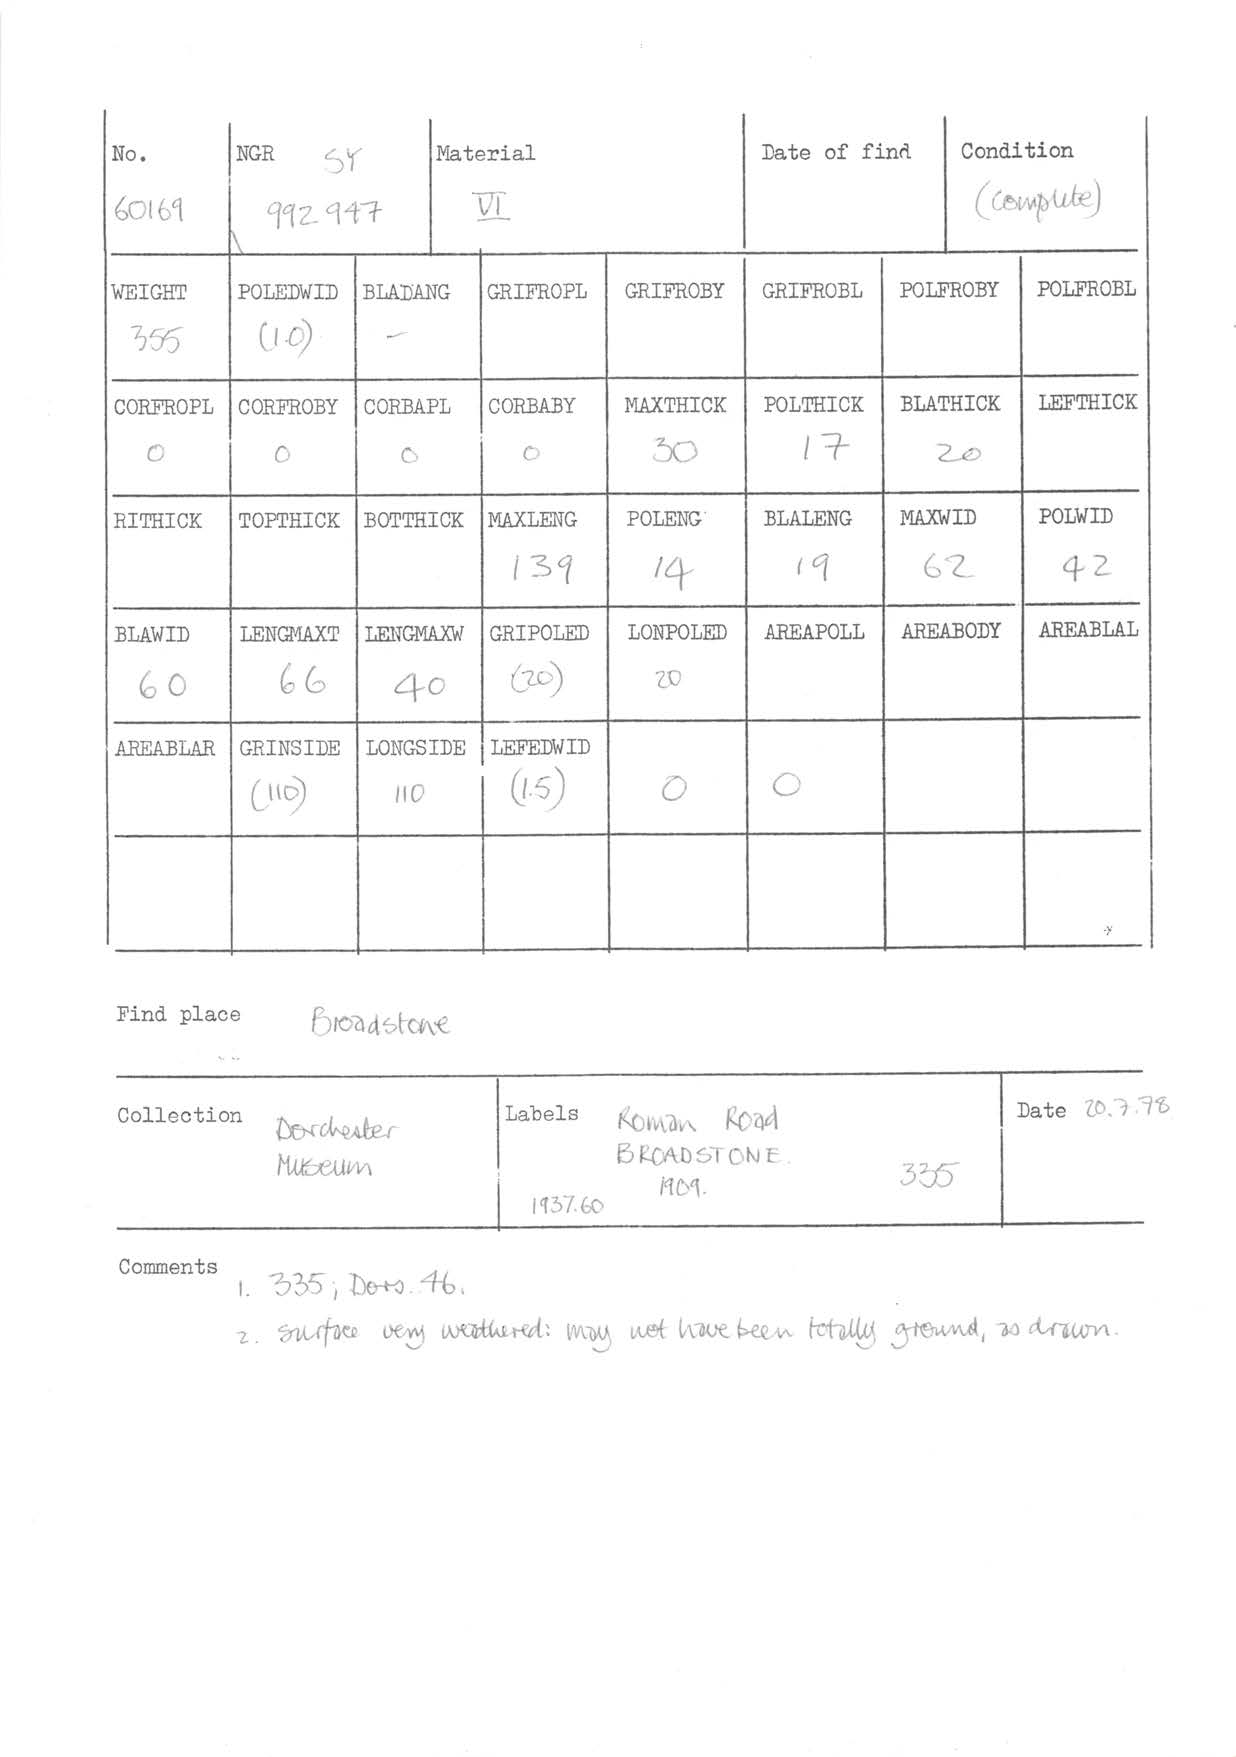 No. NGR SY Material Date of find Condition
60169 992 947 VI (complete)
WEIGHT POLEDWID BLADANG GRIFROPL GRIFROBY GRIFROBL POLFROBY POLFROBL
355 (1.0) -
CORFROPL CORFROBY CORBAPL CORBABY MAXTHICK POLTHICK BLATHICK LEFTHICK
0 0 0 0 30 17 20
RITHICK TOPTHICK BOTTHICK MAXLENG POLENG BLALENG MAXWID POLWID
139 14 19 62 42
BLAWID LENGMAXT LENGMAXW GRIPOLED LONPOLED AREAPOLL AREABODY AREABLAL
60 66 40 (20) 20
AREABLAR GRINSIDE LONGSIDE LEFEDWID
(110) 110 (1.5) 0 0
Find place Broadstone
Collection Labels Roman Road Date 20.7.78
Dorchester BROADSTONE.
Museum 1909. 335
1937.60
Comments
1. 335; Dors. 46.
2. surface very weathered: may not have been totally ground, as drawn.